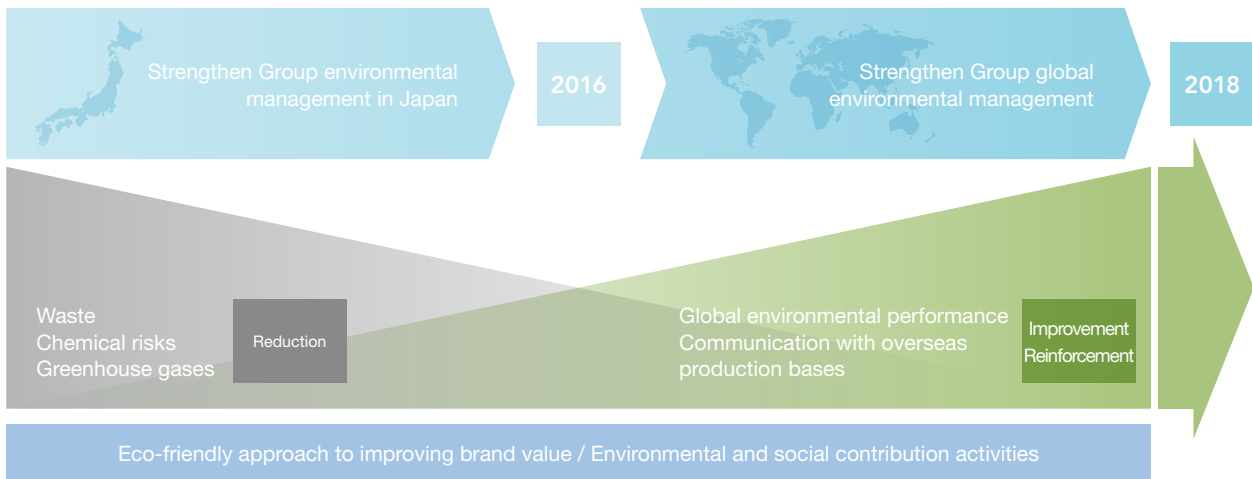 Strengthen Group environmental
management in Japan
2016
Strengthen Group global
environmental management
2018
Waste
Chemical risks
Greenhouse gases
Reduction
Global environmental performance
Communication with overseas
production bases
Improvement
Reinforcement
Eco-friendly approach to improving brand value / Environmental and social contribution activities